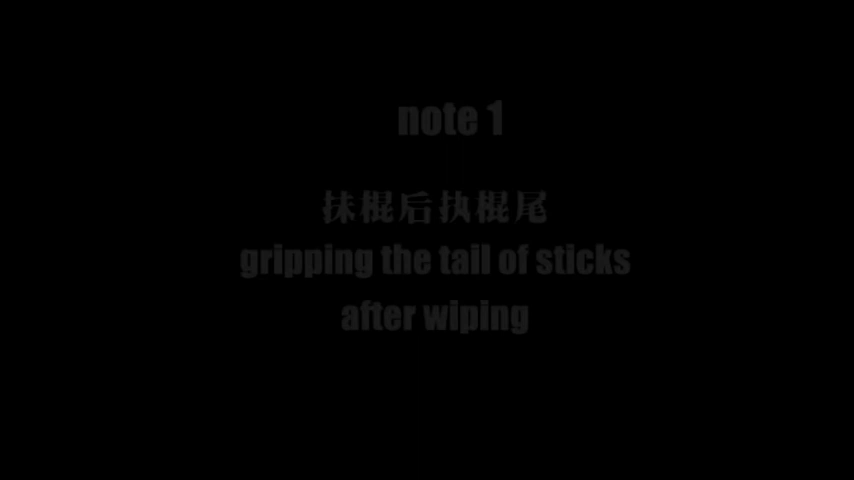 note 1
抹棍后执棍尾
gripping the tail of sticks
after wiping